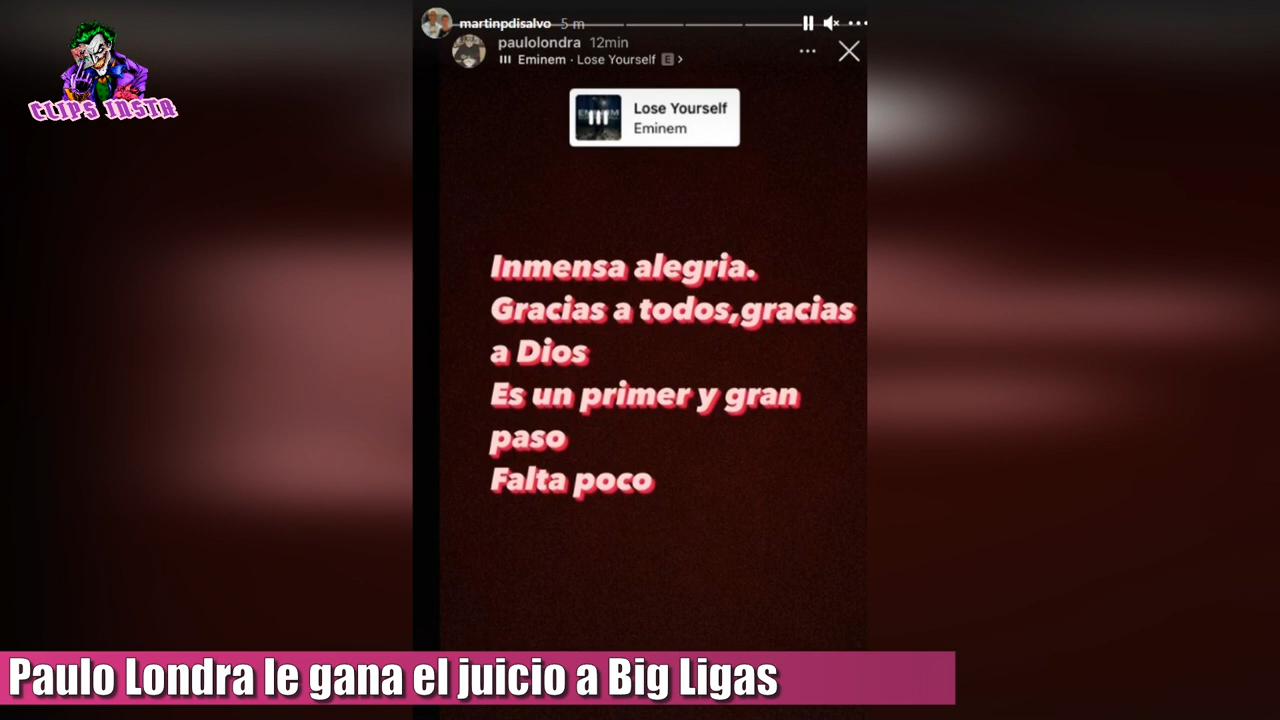 CLIPS INSTA
martinpdisalvo 5 m
paulolondra 12min
Eminem · Lose Yourself E >
Lose Yourself
Eminem
Inmensa alegria.
Gracias a todos,gracias
a Dios
Es un primer y gran
paso
Falta poco
Paulo Londra le gana el juicio a Big Ligas